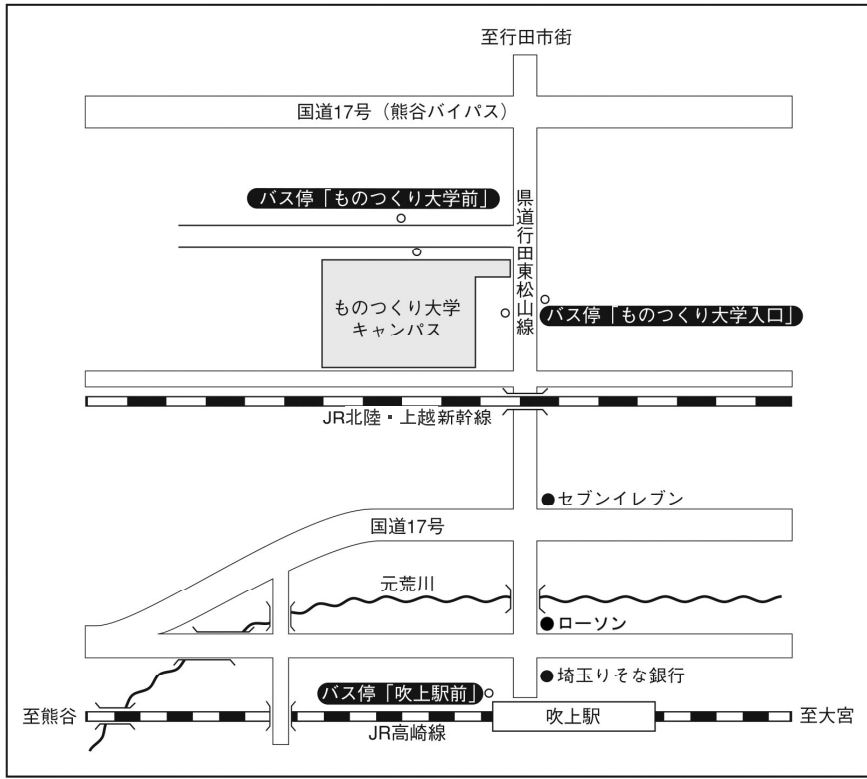 至行田市街
国道17号（熊谷バイパス）
バス停「ものつくり大学前」
県道行田東松山線
ものつくり大学
キャンパス
バス停「ものつくり大学入口」
JR北陸・上越新幹線
セブンイレブン
国道17号
元荒川
ローソン
埼玉りそな銀行
バス停「吹上駅前」
至熊谷
吹上駅
至大宮
JR高崎線